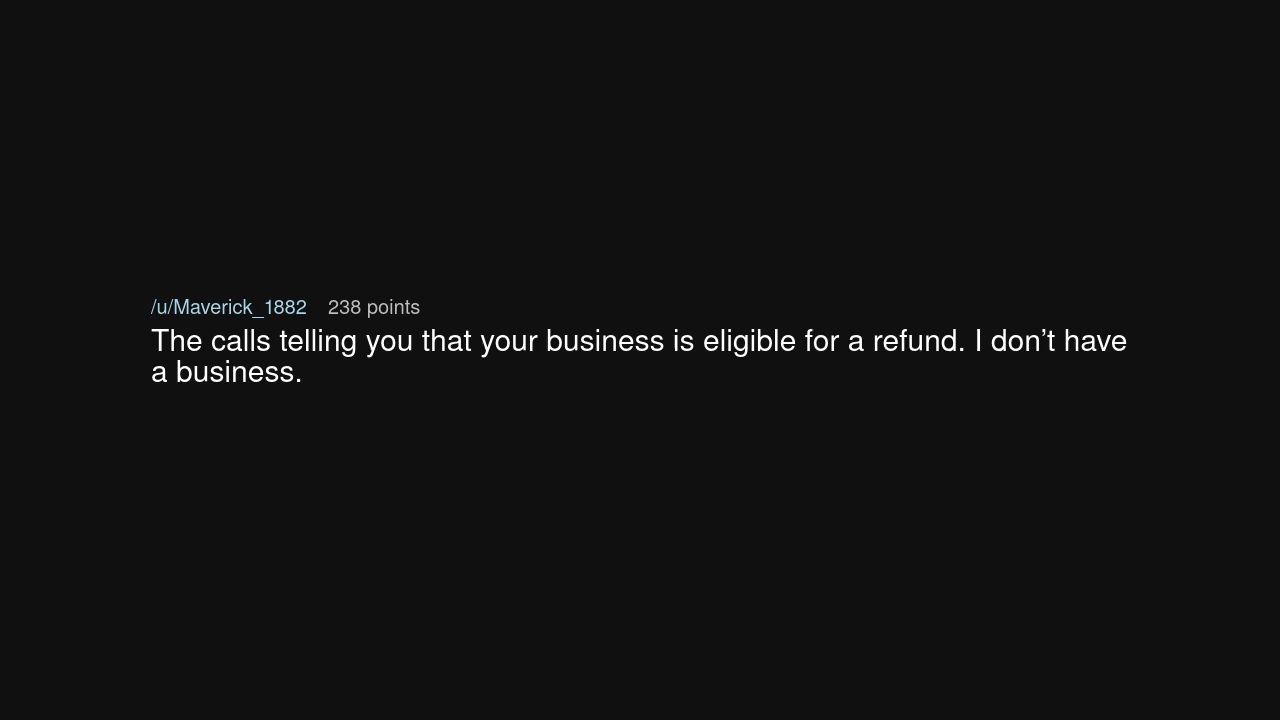 /u/Maverick_1882 238 points
The calls telling you that your business is eligible for a refund. I don’t have
a business.